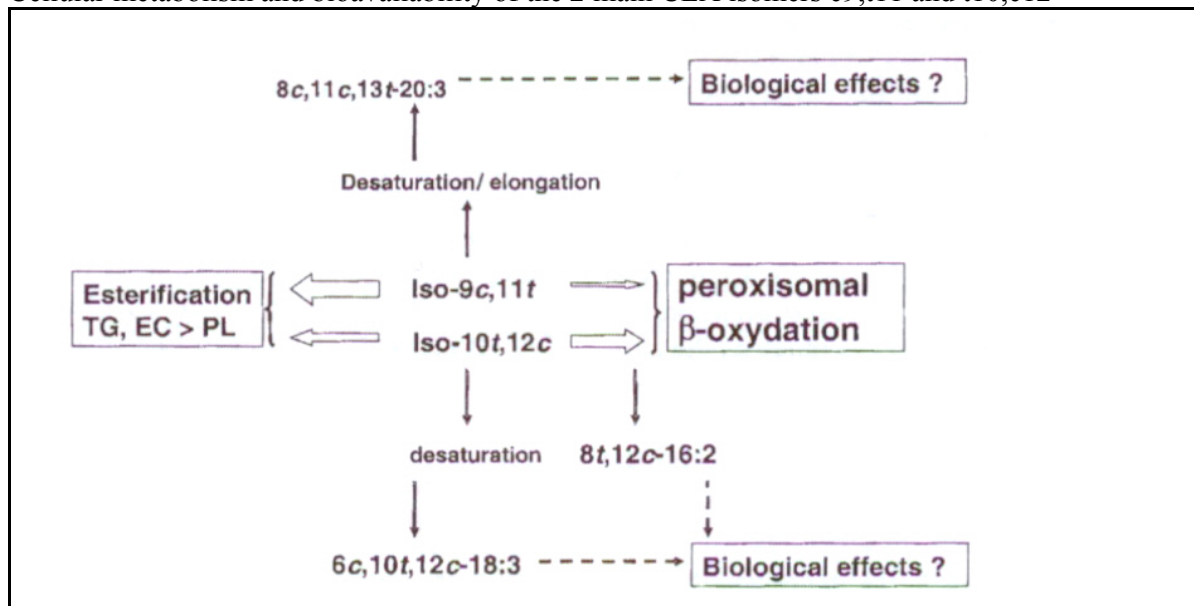 8c,11c,13t-20:3
Biological effects ?
Desaturation/ elongation
Esterification
TG, EC > PL
Iso-9c,11t
Iso-10t,12c
peroxisomal
β-oxydation
desaturation
8t,12c-16:2
6c,10t,12c-18:3
Biological effects ?